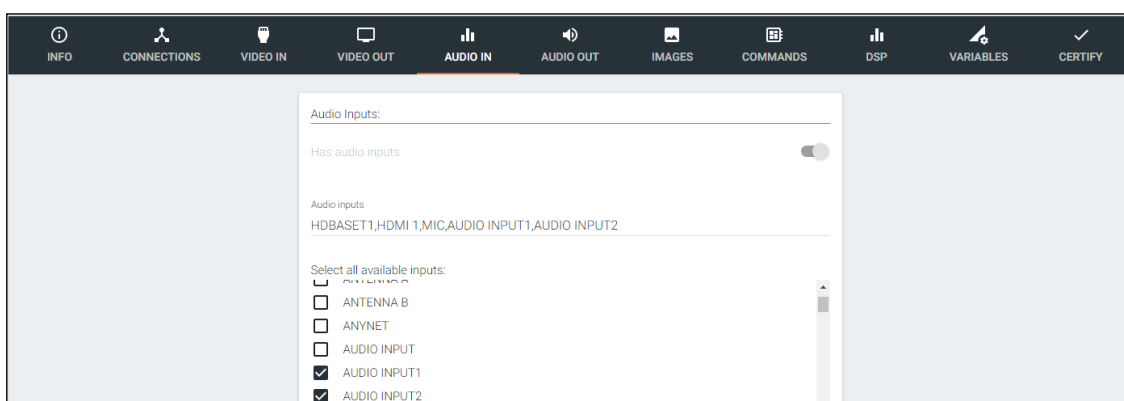 INFO CONNECTIONS VIDEO IN VIDEO OUT AUDIO IN AUDIO OUT IMAGES COMMANDS DSP VARIABLES CERTIFY
Audio Inputs:
Has audio inputs
Audio inputs
HDBASET1,HDMI 1,MIC,AUDIO INPUT1,AUDIO INPUT2
Select all available inputs:
ANTENNA A
ANTENNA B
ANYNET
AUDIO INPUT
AUDIO INPUT1
AUDIO INPUT2